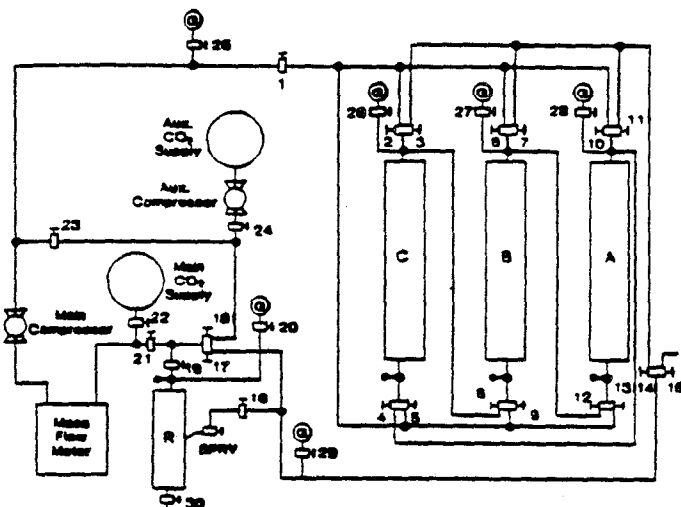 G
25
1
Aux.
CO2
Supply
G
26
G
27
G
28
2 3
6 7
10
11
Aux.
Compressor
24
23
C
B
A
Main
CO2
Supply
G
20
22
18
Main
Compressor
21
19
17
8
13
14 15
4 5
9
12
16
Mass
Flow
Meter
R
BPRV
G
29
30